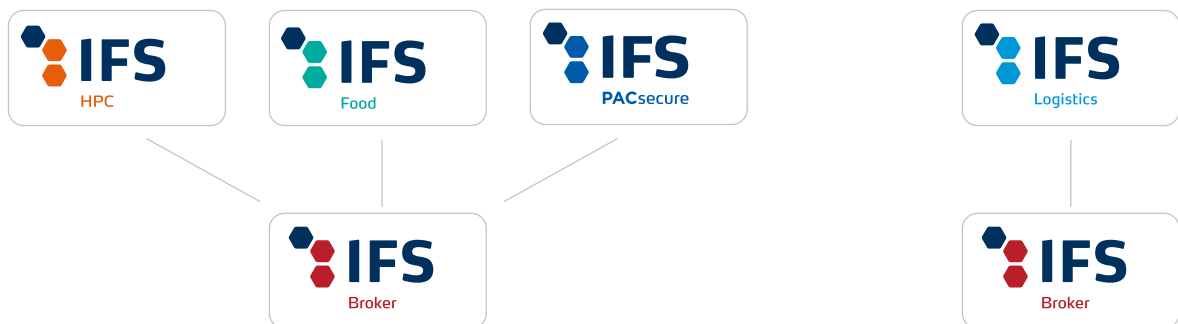 IFS
HPC
IFS
Food
IFS
PACsecure
IFS
Logistics
IFS
Broker
IFS
Broker